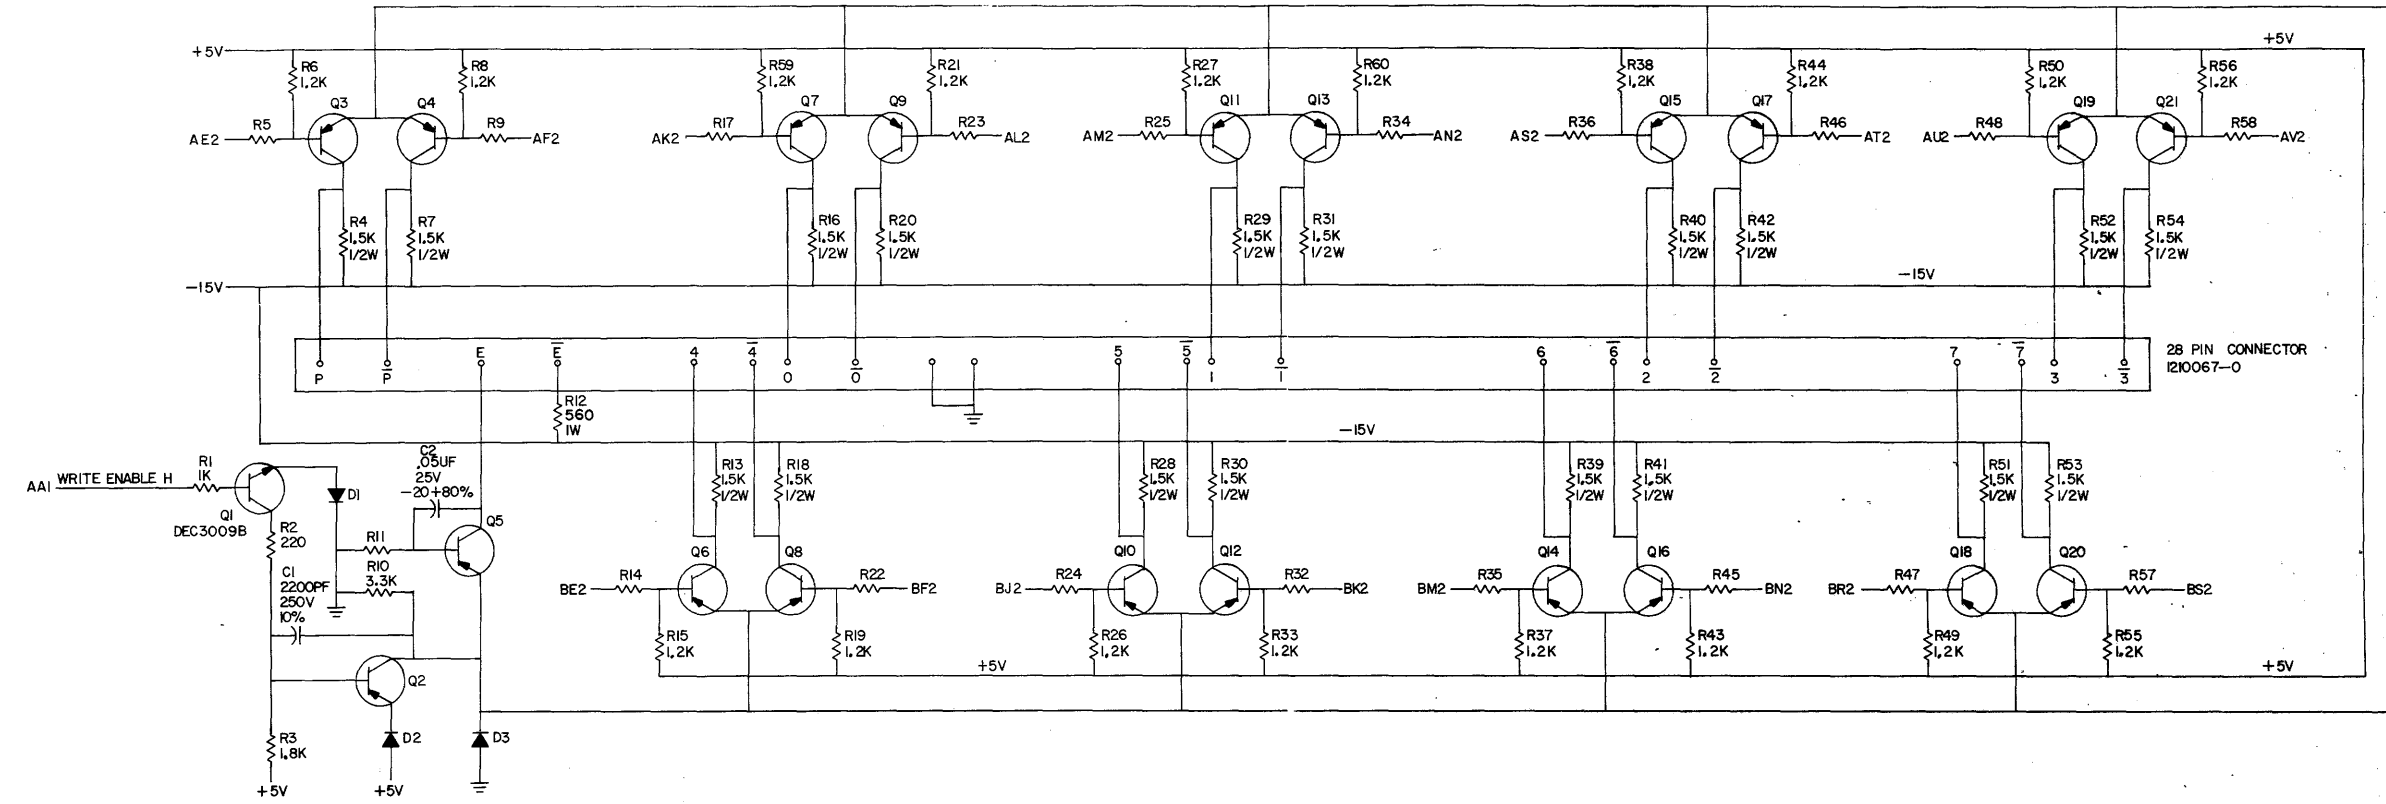 +5V
+5V
R6
1.2K
R8
1.2K
R59
1.2K
R21
1.2K
R27
1.2K
R60
1.2K
R38
1.2K
R44
1.2K
R50
1.2K
R56
1.2K
Q3
Q4
Q7
Q9
Q11
Q13
Q15
Q17
Q19
Q21
AE2
R5
R9
AF2
AK2
R17
R23
AL2
AM2
R25
R34
AN2
AS2
R36
R46
AT2
AU2
R48
R58
AV2
R4
1.5K
1/2W
R7
1.5K
1/2W
R16
1.5K
1/2W
R20
1.5K
1/2W
R29
1.5K
1/2W
R31
1.5K
1/2W
R40
1.5K
1/2W
R42
1.5K
1/2W
R52
1.5K
1/2W
R54
1.5K
1/2W
-15V
-15V
E
E̅
4
4̅
5
5̅
6
6̅
7
7̅
P
P̅
0
0̅
1
1̅
2
2̅
3
3̅
28 PIN CONNECTOR
1210067-0
R12
560
1W
-15V
AA1 WRITE ENABLE H
R1
1K
Q1
DEC3009B
D1
C2
.05UF
25V
-20+80%
Q5
R2
220
R11
R10
3.3K
C1
2200PF
250V
10%
Q2
R3
1.8K
D2
D3
+5V
+5V
R13
1.5K
1/2W
R18
1.5K
1/2W
R28
1.5K
1/2W
R30
1.5K
1/2W
R39
1.5K
1/2W
R41
1.5K
1/2W
R51
1.5K
1/2W
R53
1.5K
1/2W
Q6
Q8
Q10
Q12
Q14
Q16
Q18
Q20
BE2
R14
R22
BF2
BJ2
R24
R32
BK2
BM2
R35
R45
BN2
BR2
R47
R57
BS2
R15
1.2K
R19
1.2K
R26
1.2K
R33
1.2K
R37
1.2K
R43
1.2K
R49
1.2K
R55
1.2K
+5V
+5V